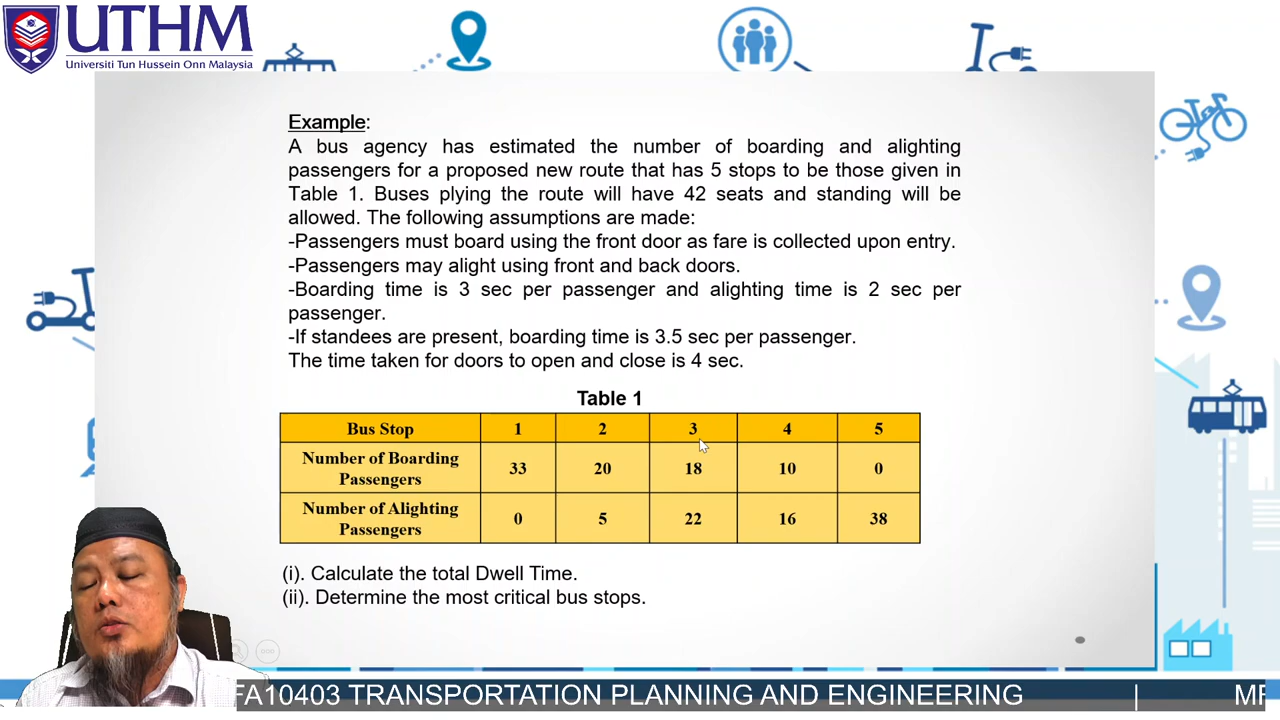 UTHM
Universiti Tun Hussein Onn Malaysia
Example:
A bus agency has estimated the number of boarding and alighting
passengers for a proposed new route that has 5 stops to be those given in
Table 1. Buses plying the route will have 42 seats and standing will be
allowed. The following assumptions are made:
-Passengers must board using the front door as fare is collected upon entry.
-Passengers may alight using front and back doors.
-Boarding time is 3 sec per passenger and alighting time is 2 sec per
passenger.
-If standees are present, boarding time is 3.5 sec per passenger.
The time taken for doors to open and close is 4 sec.
Table 1
Bus Stop 1 2 3 4 5
Number of Boarding
Passengers 33 20 18 10 0
Number of Alighting
Passengers 0 5 22 16 38
(i). Calculate the total Dwell Time.
(ii). Determine the most critical bus stops.
FA10403 TRANSPORTATION PLANNING AND ENGINEERING | MF